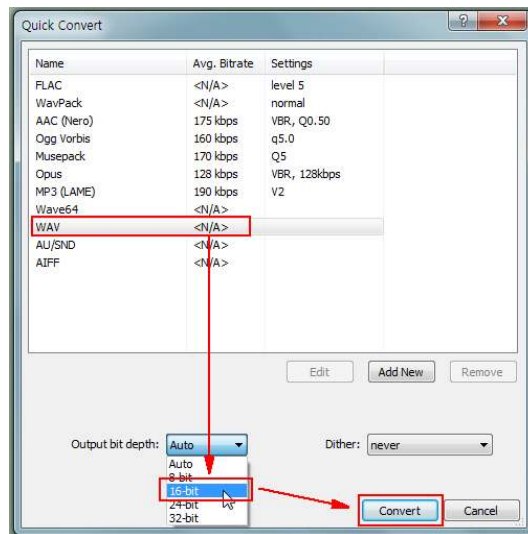 Quick Convert
Name Avg. Bitrate Settings
FLAC <N/A> level 5
WavPack <N/A> normal
AAC (Nero) 175 kbps VBR, Q0.50
Ogg Vorbis 160 kbps q5.0
Musepack 170 kbps Q5
Opus 128 kbps VBR, 128kbps
MP3 (LAME) 190 kbps V2
Wave64 <N/A>
WAV <N/A>
AU/SND <N/A>
AIFF <N/A>
Edit Add New Remove
Output bit depth: Auto Dither: never
Auto
8-bit
16-bit
24-bit
32-bit
Convert Cancel